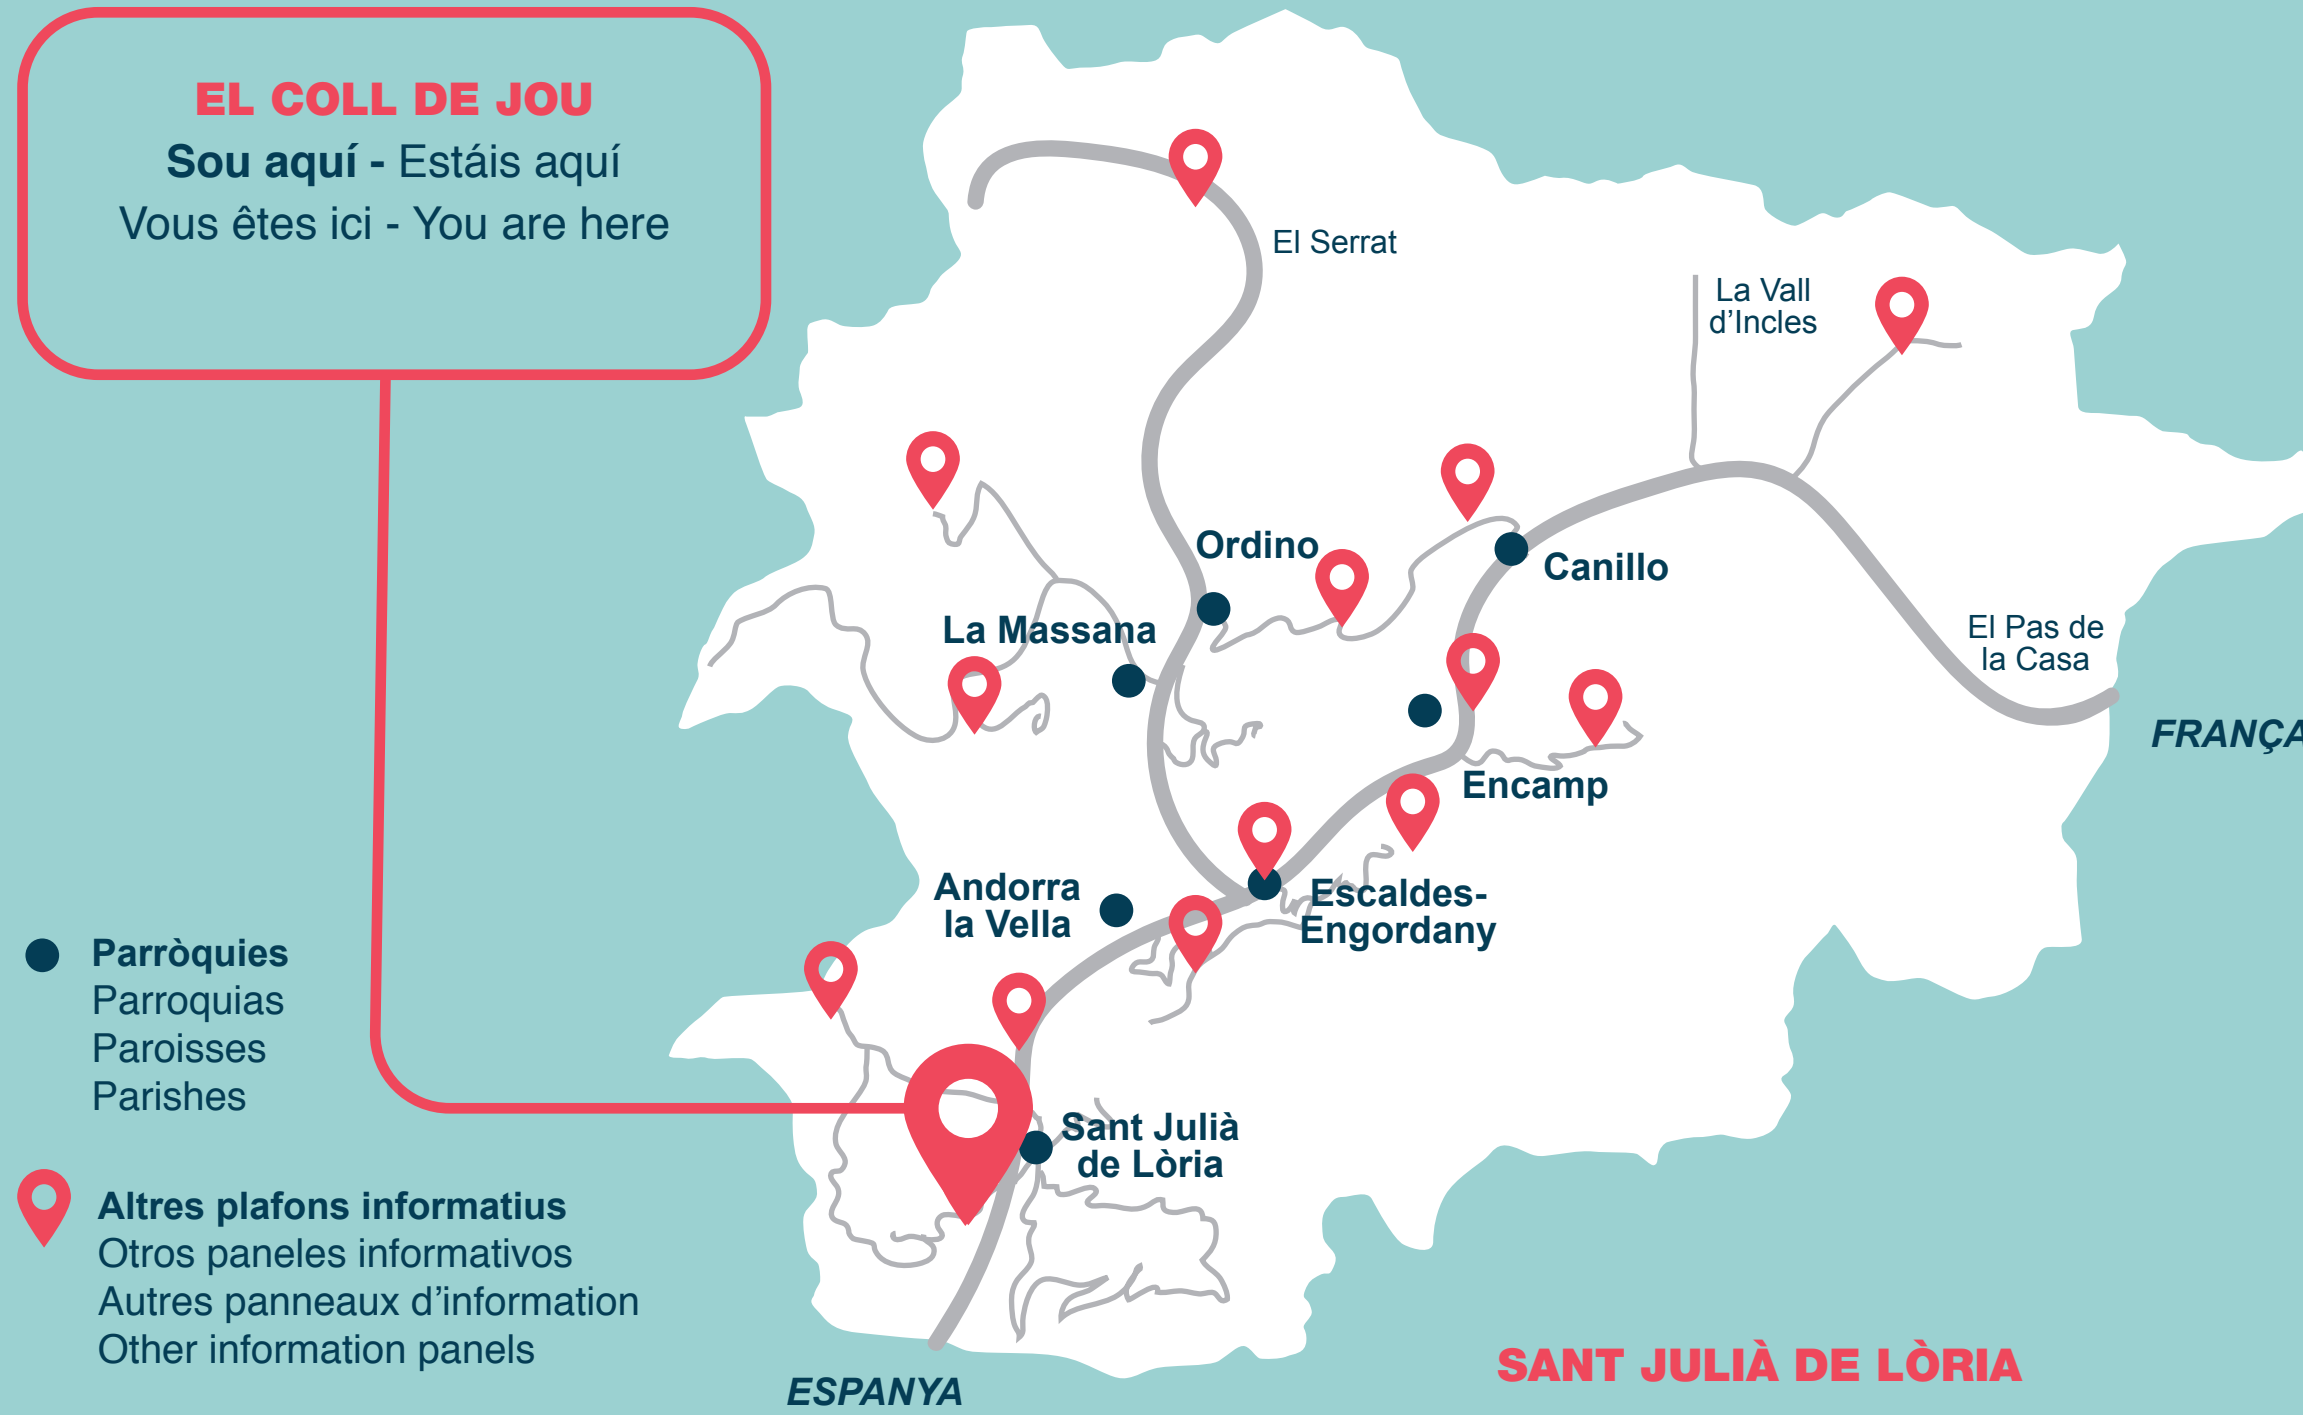 EL COLL DE JOU
Sou aquí - Estáis aquí
Vous êtes ici - You are here
El Serrat
La Vall
d’Incles
Ordino
Canillo
La Massana
El Pas de
la Casa
FRANÇA
Encamp
Andorra
la Vella
Escaldes-
Engordany
Parròquies
Parroquias
Paroisses
Parishes
Sant Julià
de Lòria
Altres plafons informatius
Otros paneles informativos
Autres panneaux d’information
Other information panels
ESPANYA
SANT JULIÀ DE LÒRIA